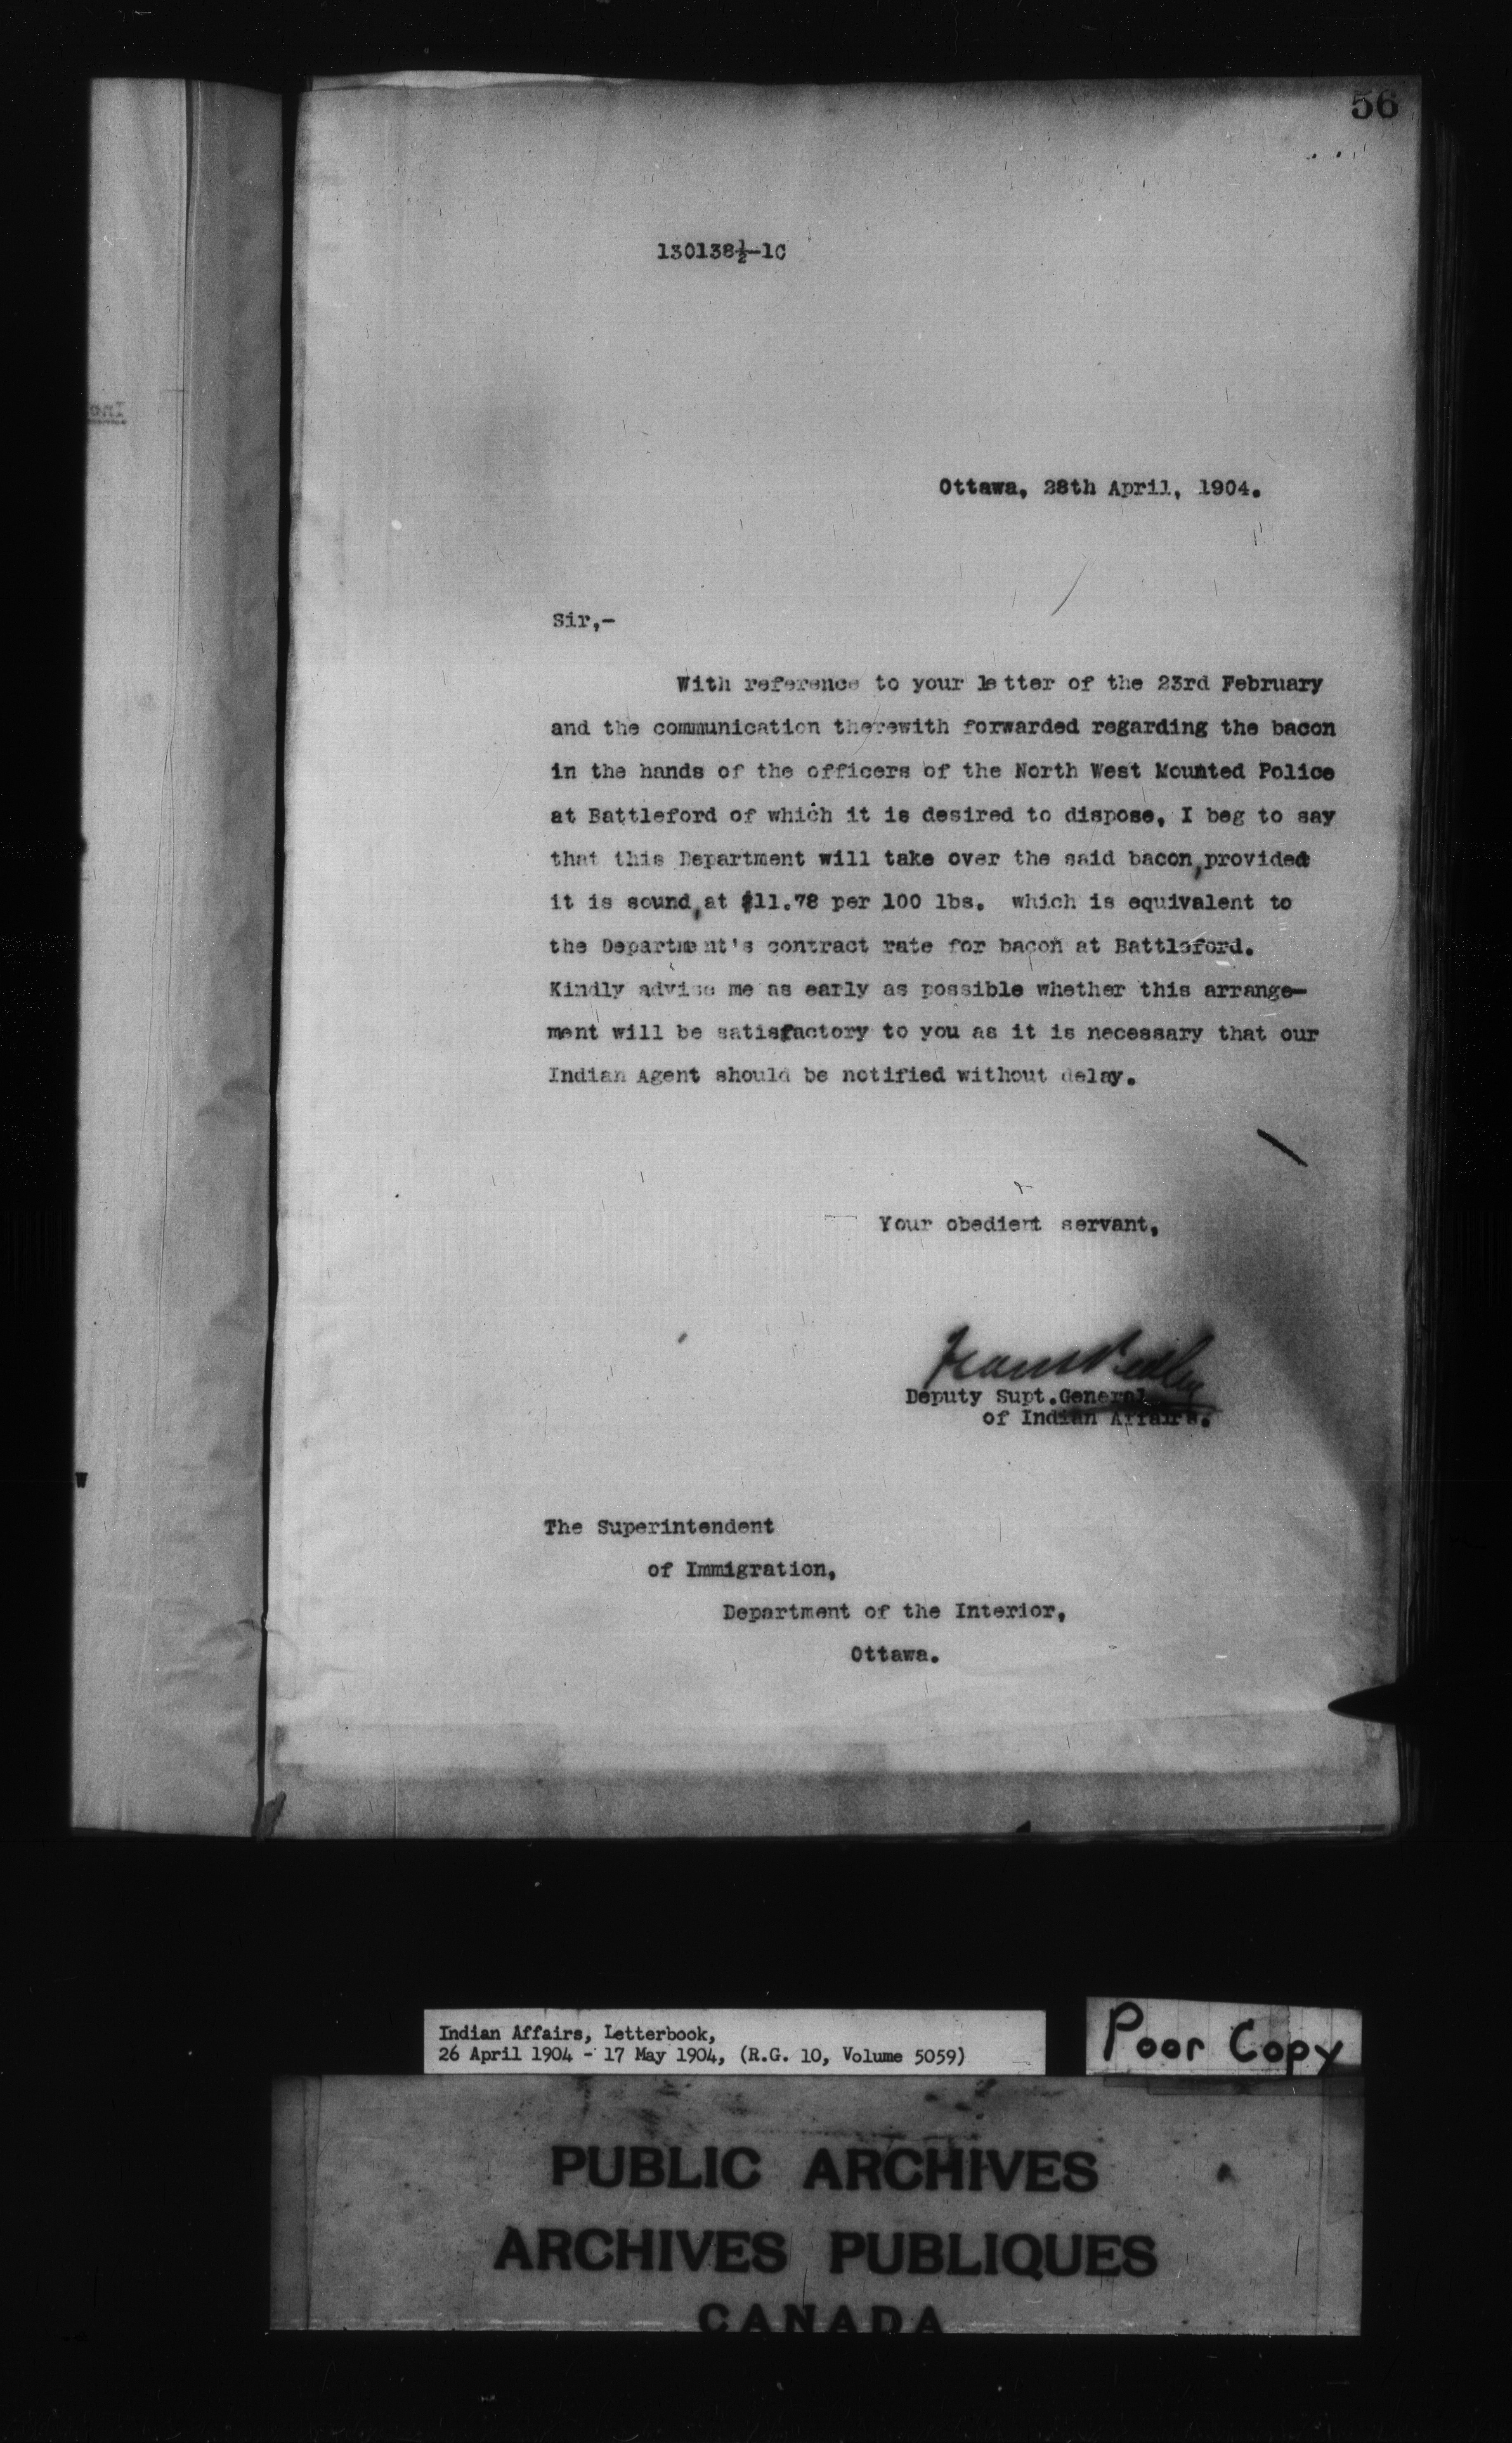 56
130138½-1C
Ottawa, 28th April, 1904.
Sir,-
With reference to your letter of the 23rd February
and the communication therewith forwarded regarding the bacon
in the hands of the officers of the North West Mounted Police
at Battleford of which it is desired to dispose, I beg to say
that this Department will take over the said bacon, provided
it is sound, at $11.78 per 100 lbs. which is equivalent to
the Department's contract rate for bacon at Battleford.
Kindly advise me as early as possible whether this arrange-
ment will be satisfactory to you as it is necessary that our
Indian Agent should be notified without delay.
Your obedient servant,
Frank Pedley
Deputy Supt. General
of Indian Affairs.
The Superintendent
of Immigration,
Department of the Interior,
Ottawa.
Indian Affairs, Letterbook,
26 April 1904 - 17 May 1904, (R.G. 10, Volume 5059)
Poor Copy
PUBLIC ARCHIVES
ARCHIVES PUBLIQUES
CANADA